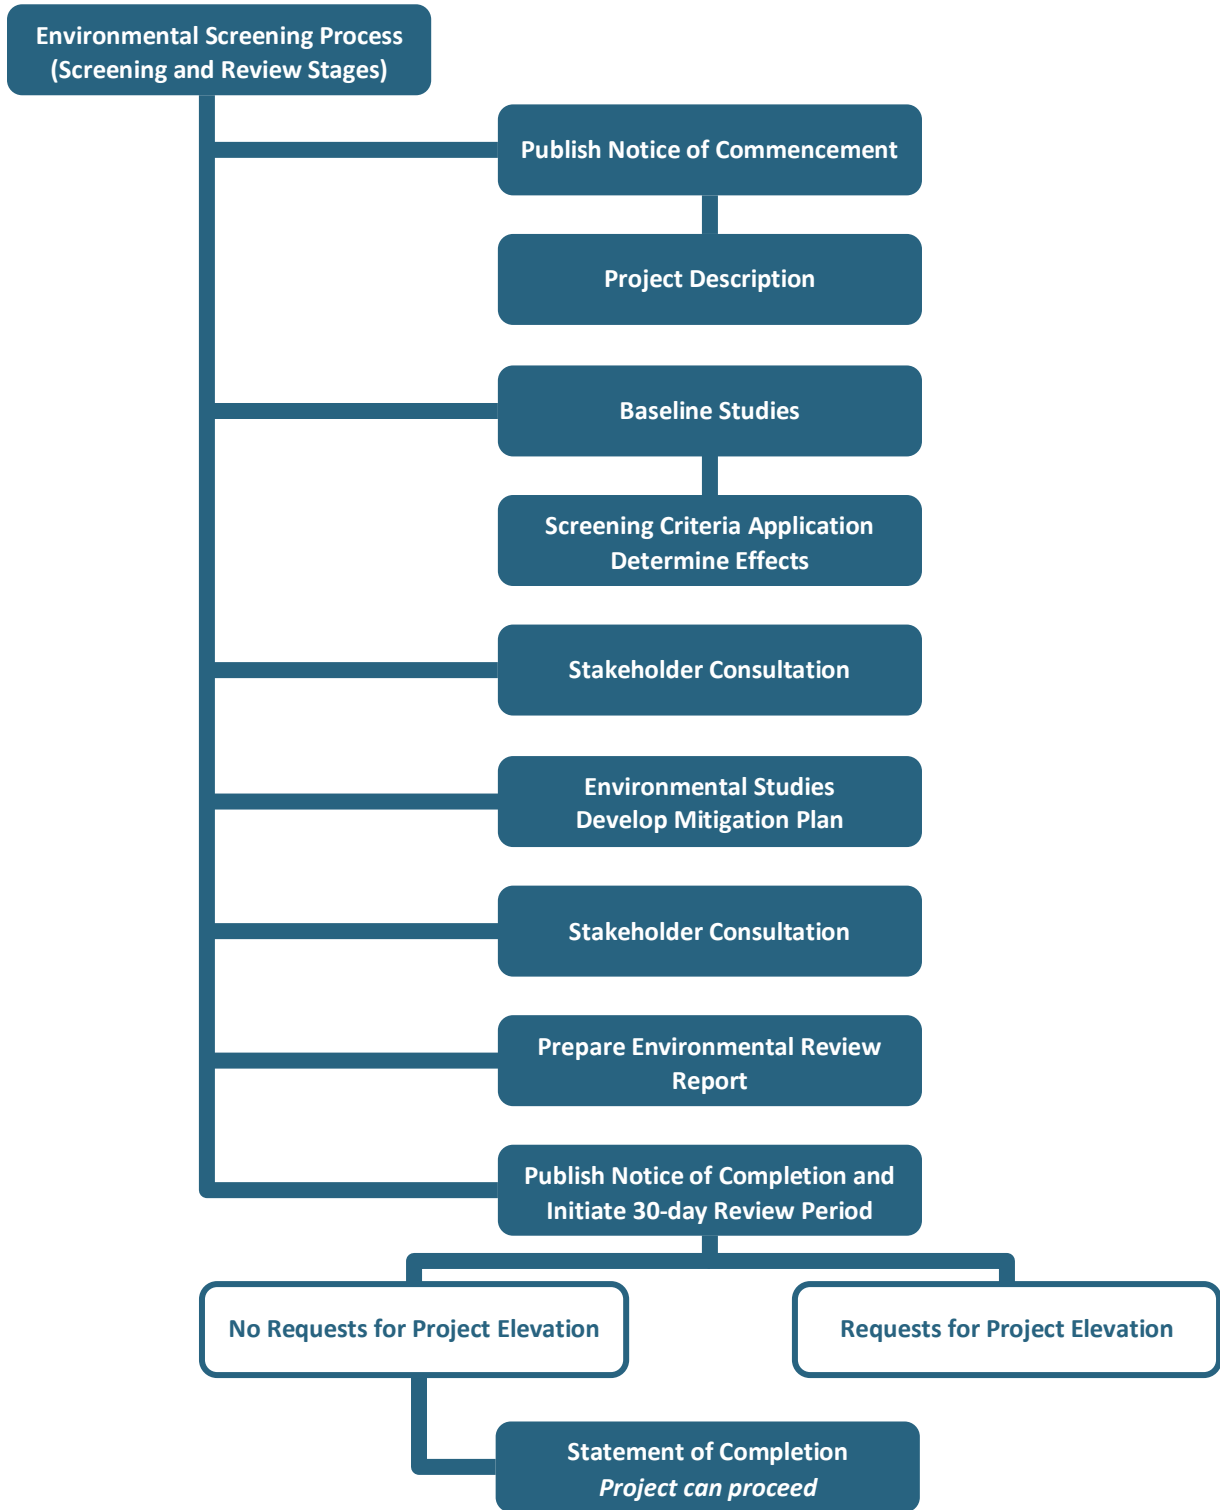 Environmental Screening Process
(Screening and Review Stages)
Publish Notice of Commencement
Project Description
Baseline Studies
Screening Criteria Application
Determine Effects
Stakeholder Consultation
Environmental Studies
Develop Mitigation Plan
Stakeholder Consultation
Prepare Environmental Review
Report
Publish Notice of Completion and
Initiate 30-day Review Period
No Requests for Project Elevation
Requests for Project Elevation
Statement of Completion
Project can proceed